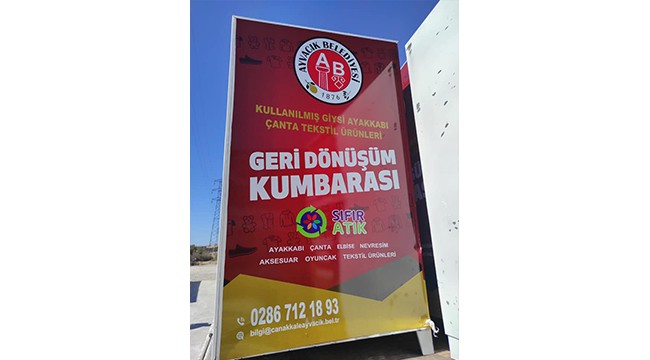 AYVACIK BELEDİYESİ
AB
1876
KULLANILMIŞ GİYSİ AYAKKABI
ÇANTA TEKSTİL ÜRÜNLERİ
GERİ DÖNÜŞÜM
KUMBARASI
SIFIR
ATIK
AYAKKABI ÇANTA ELBİSE NEVRESİM
AKSESUAR OYUNCAK TEKSTİL ÜRÜNLERİ
0286 712 18 93
bilgi@canakkaleayvacik.bel.tr